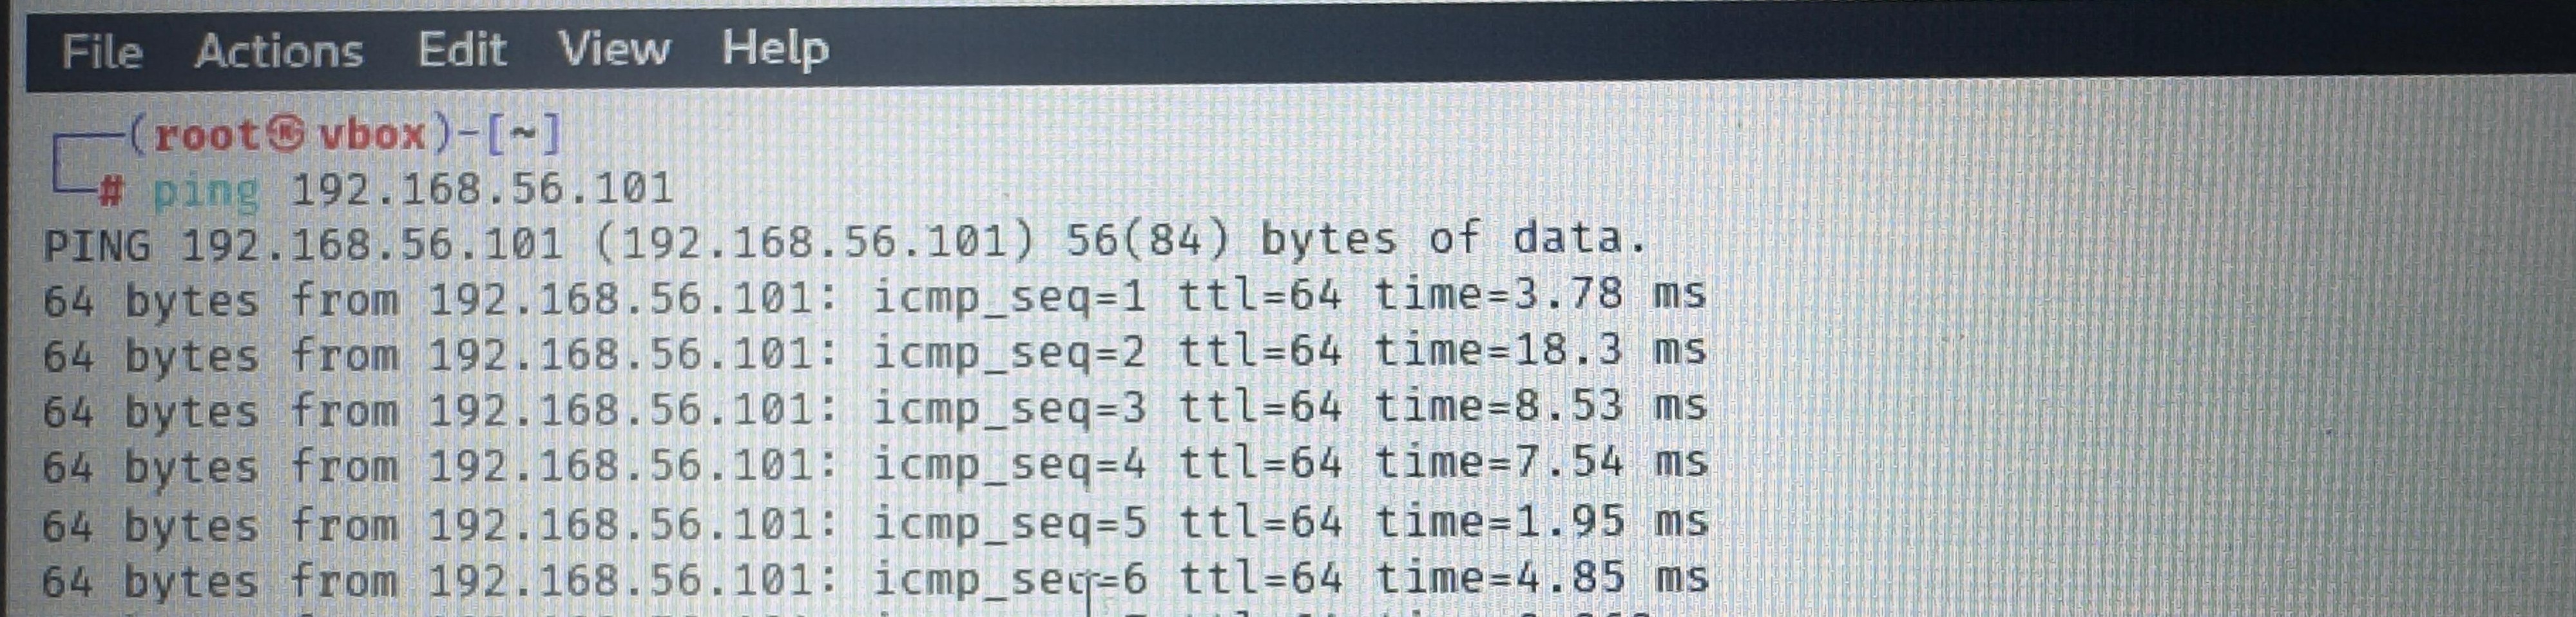 File Actions Edit View Help
┌──(root㉿vbox)-[~]
└─# ping 192.168.56.101
PING 192.168.56.101 (192.168.56.101) 56(84) bytes of data.
64 bytes from 192.168.56.101: icmp_seq=1 ttl=64 time=3.78 ms
64 bytes from 192.168.56.101: icmp_seq=2 ttl=64 time=18.3 ms
64 bytes from 192.168.56.101: icmp_seq=3 ttl=64 time=8.53 ms
64 bytes from 192.168.56.101: icmp_seq=4 ttl=64 time=7.54 ms
64 bytes from 192.168.56.101: icmp_seq=5 ttl=64 time=1.95 ms
64 bytes from 192.168.56.101: icmp_seq=6 ttl=64 time=4.85 ms